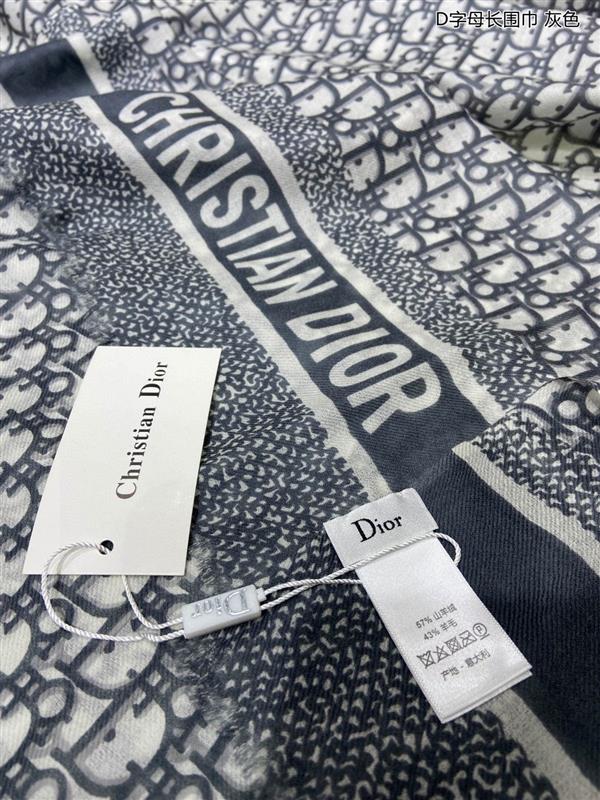 D字母长围巾 灰色
CHRISTIAN DIOR
Christian Dior
Dior
Dior
57% 山羊绒
43% 羊毛
P
产地 - 意大利